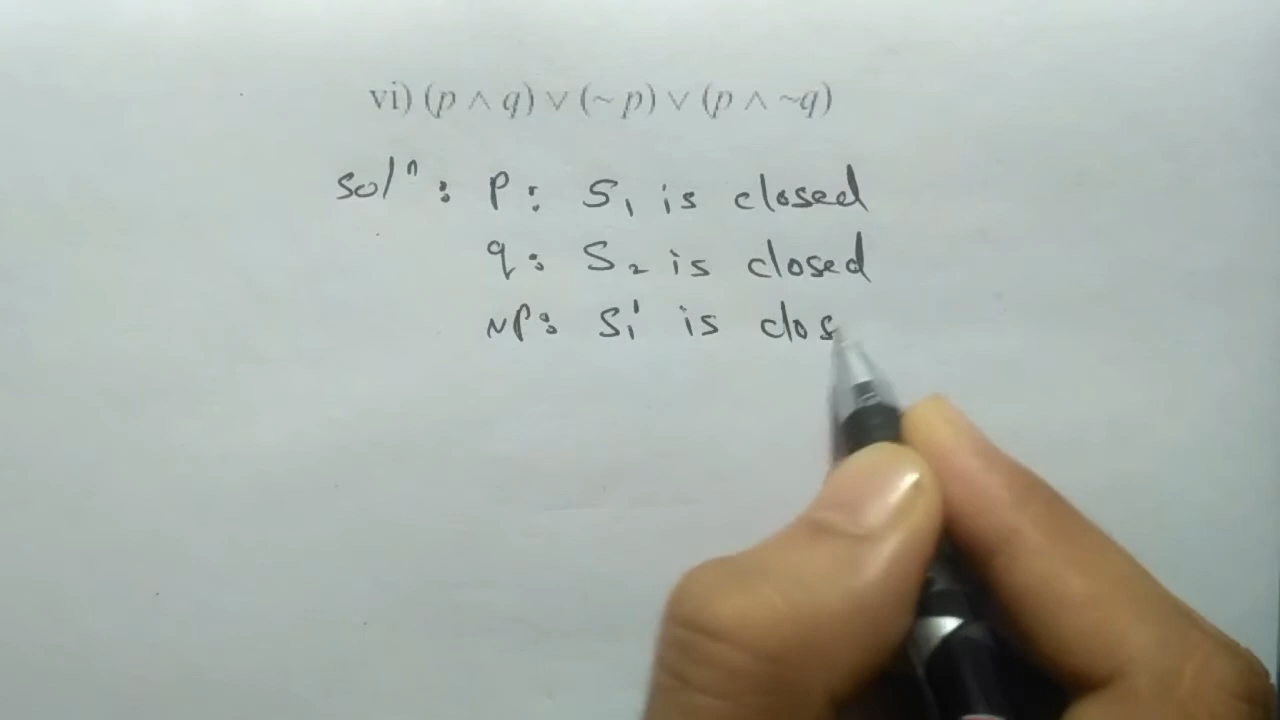 vi) (p ∧ q) ∨ (~ p) ∨ (p ∧ ~q)
solⁿ : P : S₁ is closed
q : S₂ is closed
~P : S₁' is clos